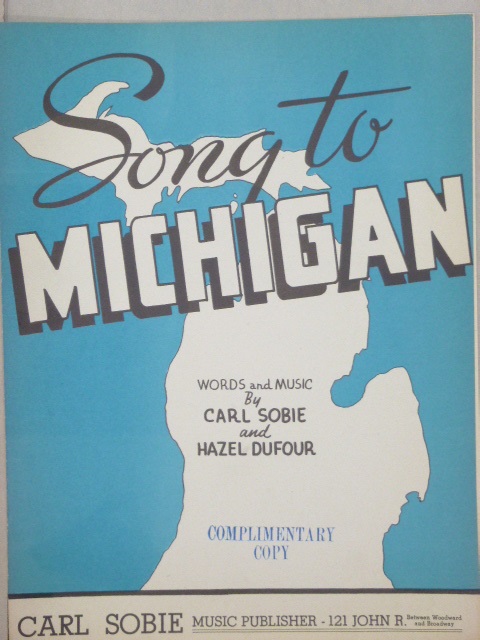 Song to
MICHIGAN
WORDS and MUSIC
By
CARL SOBIE
and
HAZEL DUFOUR
COMPLIMENTARY
COPY
CARL SOBIE MUSIC PUBLISHER - 121 JOHN R. Between Woodward
and Broadway